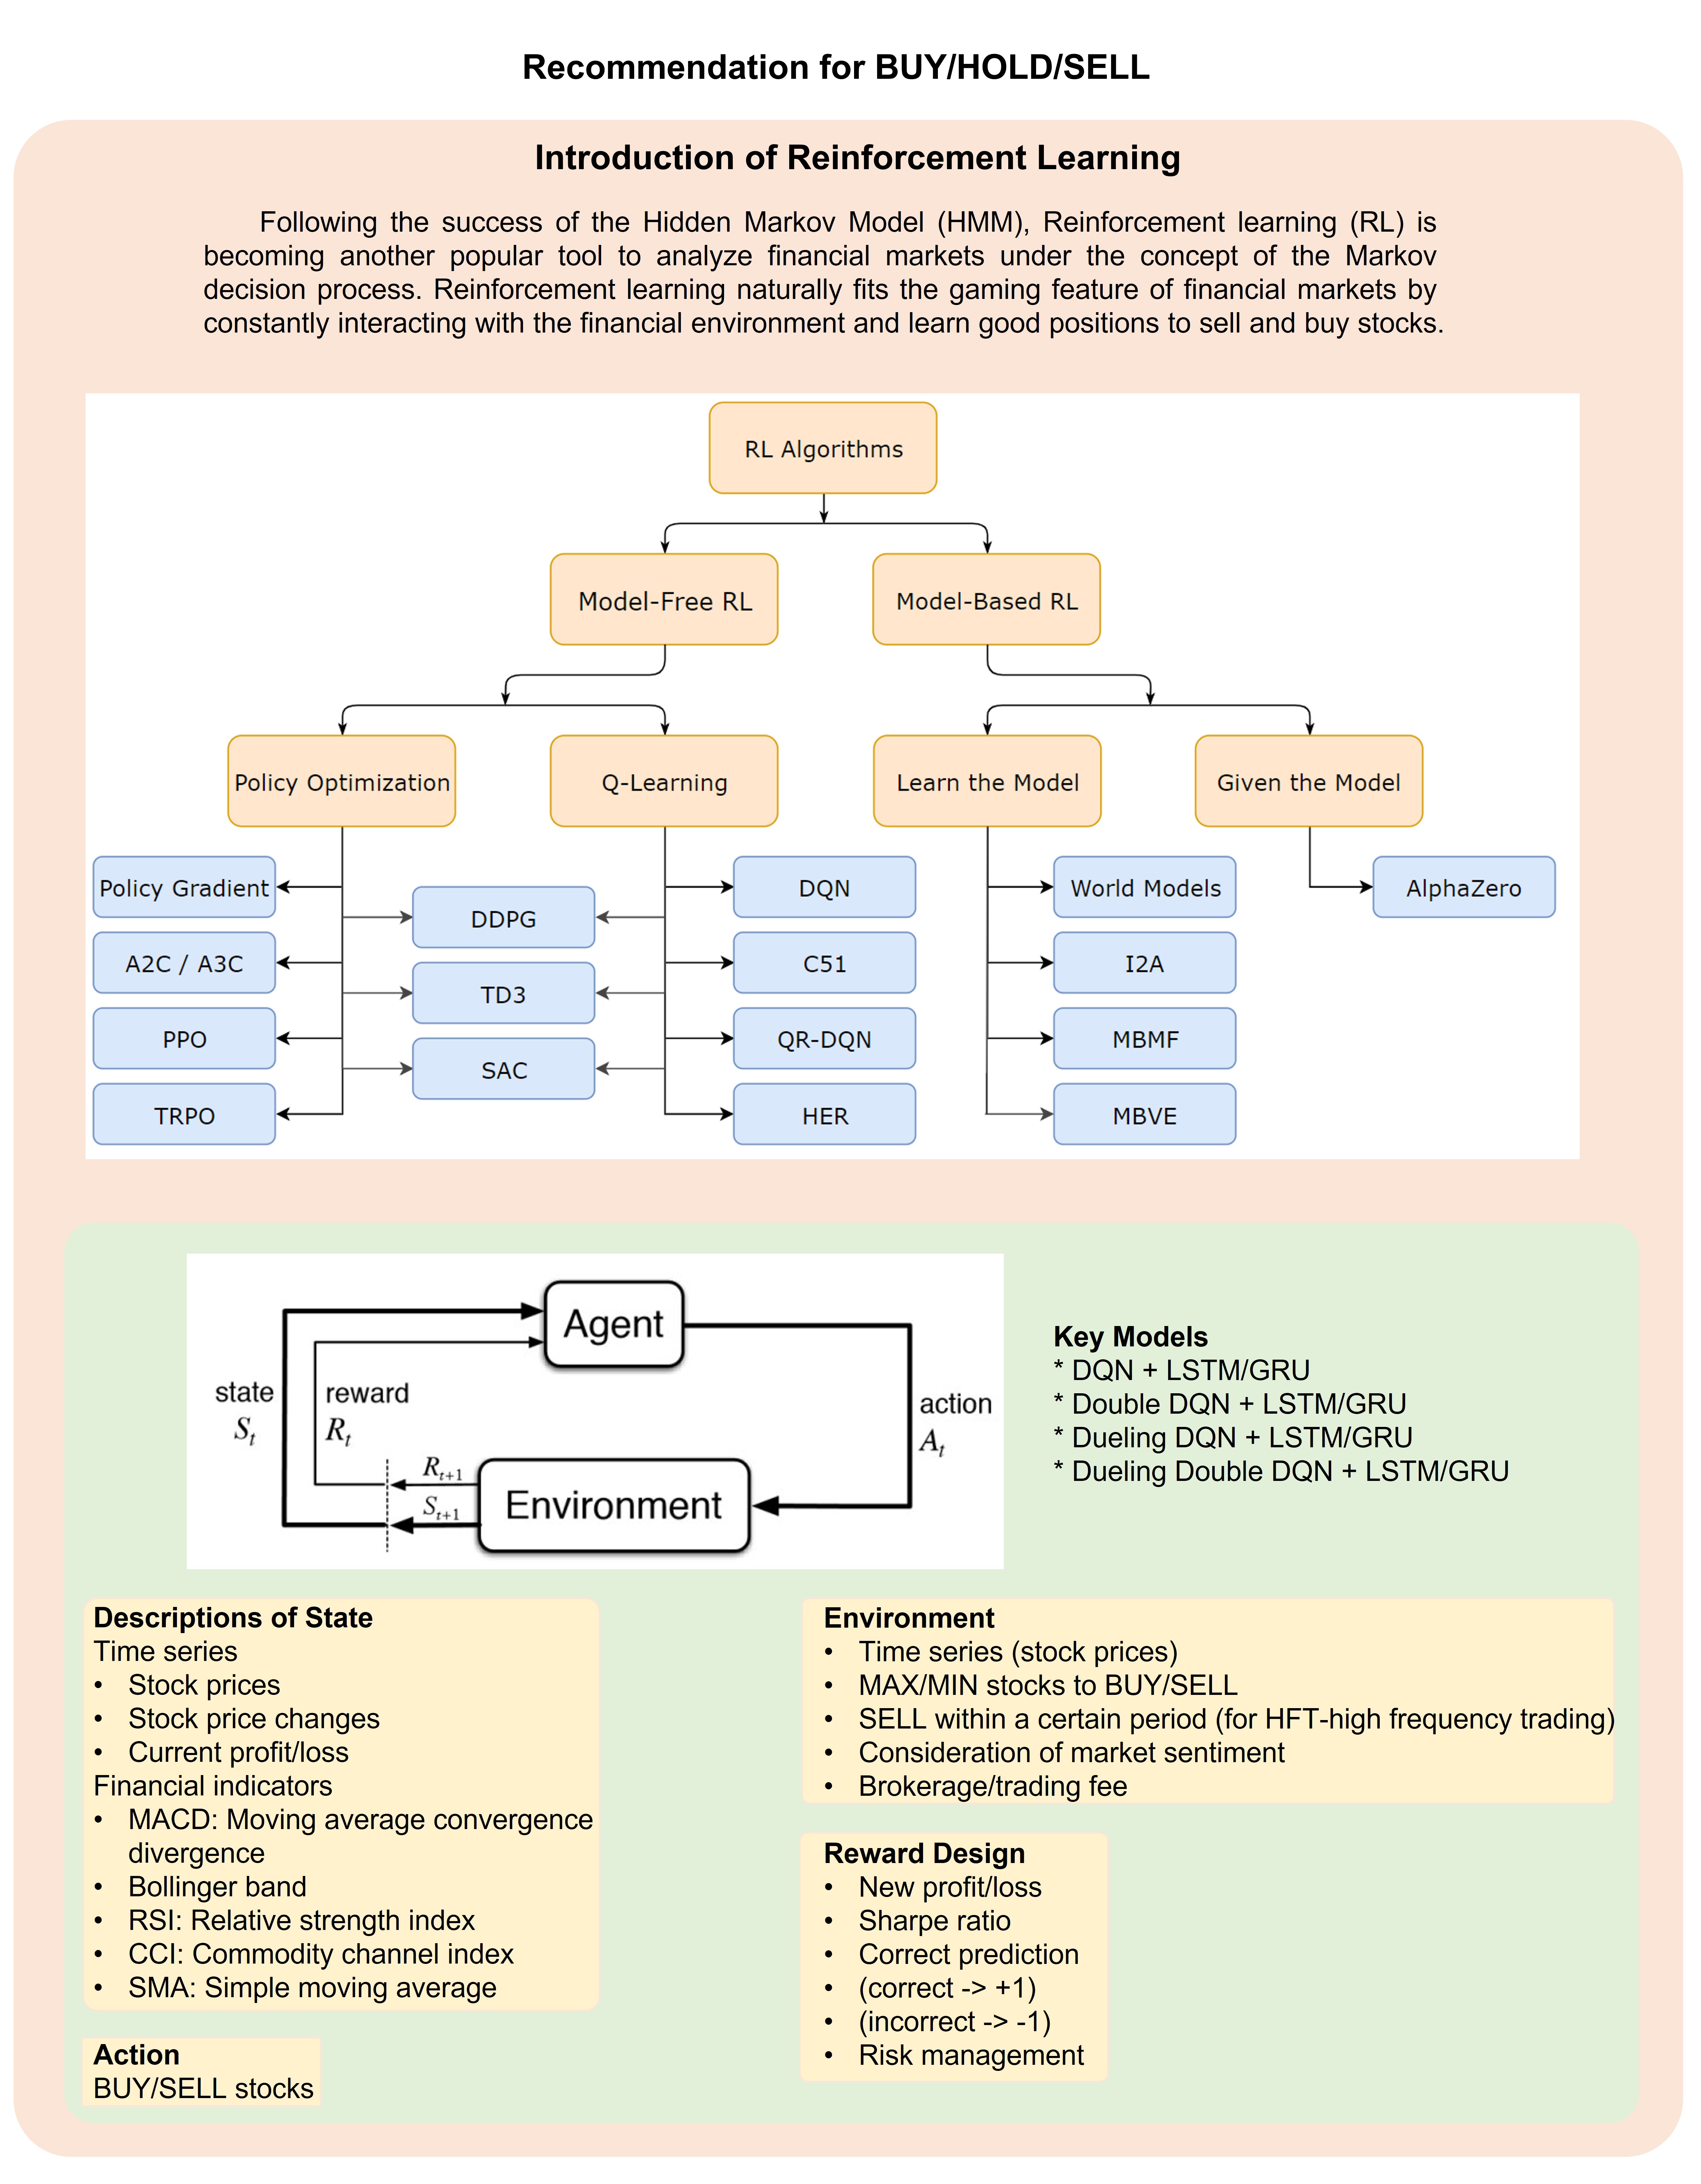 Recommendation for BUY/HOLD/SELL
Introduction of Reinforcement Learning
Following the success of the Hidden Markov Model (HMM), Reinforcement learning (RL) is
becoming another popular tool to analyze financial markets under the concept of the Markov
decision process. Reinforcement learning naturally fits the gaming feature of financial markets by
constantly interacting with the financial environment and learn good positions to sell and buy stocks.
RL Algorithms
Model-Free RL
Model-Based RL
Policy Optimization
Q-Learning
Learn the Model
Given the Model
Policy Gradient
A2C / A3C
PPO
TRPO
DDPG
TD3
SAC
DQN
C51
QR-DQN
HER
World Models
I2A
MBMF
MBVE
AlphaZero
Agent
state
S_t
reward
R_t
action
A_t
R_{t+1}
S_{t+1}
Environment
Key Models
* DQN + LSTM/GRU
* Double DQN + LSTM/GRU
* Dueling DQN + LSTM/GRU
* Dueling Double DQN + LSTM/GRU
Descriptions of State
Time series
• Stock prices
• Stock price changes
• Current profit/loss
Financial indicators
• MACD: Moving average convergence
divergence
• Bollinger band
• RSI: Relative strength index
• CCI: Commodity channel index
• SMA: Simple moving average
Action
BUY/SELL stocks
Environment
• Time series (stock prices)
• MAX/MIN stocks to BUY/SELL
• SELL within a certain period (for HFT-high frequency trading)
• Consideration of market sentiment
• Brokerage/trading fee
Reward Design
• New profit/loss
• Sharpe ratio
• Correct prediction
• (correct -> +1)
• (incorrect -> -1)
• Risk management